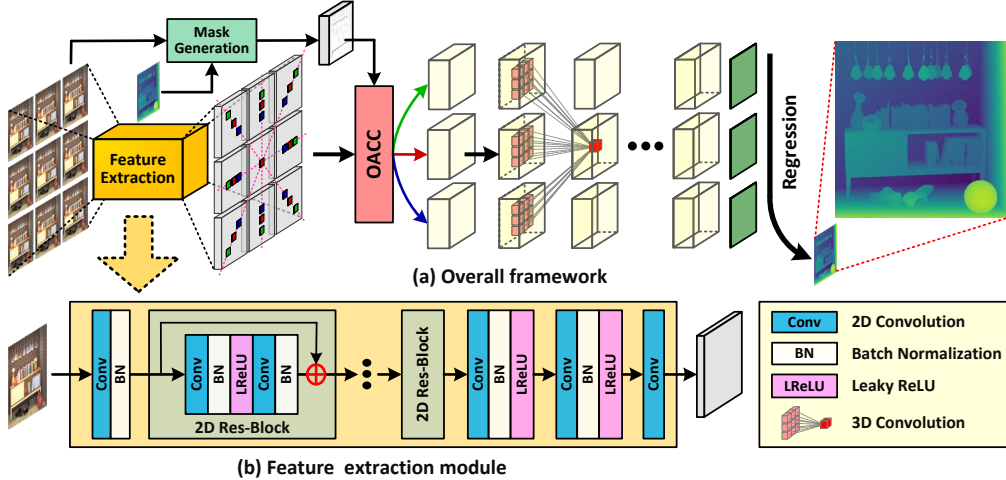 Mask
Generation
Feature
Extraction
OACC
Regression
(a) Overall framework
Conv
BN
Conv
BN
LReLU
Conv
BN
2D Res-Block
2D Res-Block
Conv
BN
LReLU
Conv
BN
LReLU
Conv
(b) Feature extraction module
Conv 2D Convolution
BN Batch Normalization
LReLU Leaky ReLU
3D Convolution